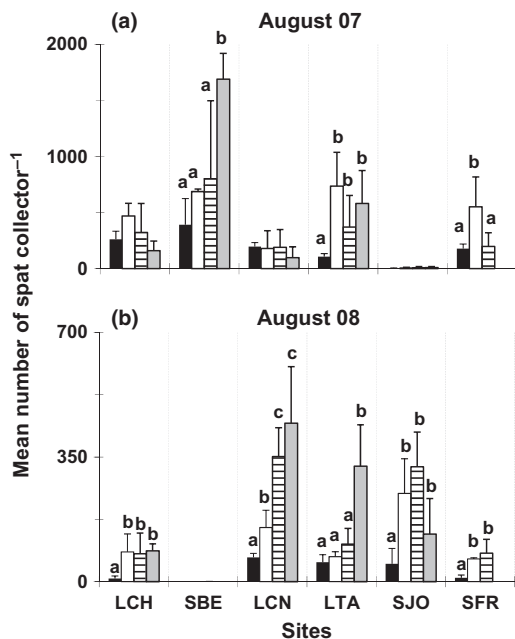 (a) August 07
2000
1000
0
a a a b
a b b b
a b a
(b) August 08
700
350
0
a b b b
a b c c
a a a b
a b b b
a b b
LCH SBE LCN LTA SJO SFR
Sites
Mean number of spat collector⁻¹